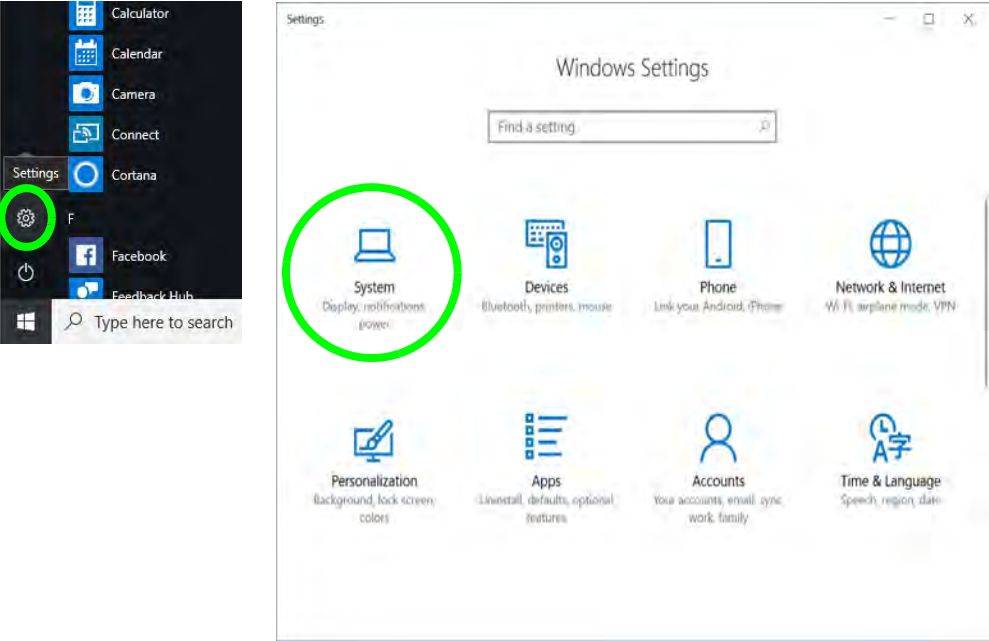 Calculator
Calendar
Camera
Connect
Settings
Cortana
F
Facebook
Feedback Hub
Type here to search
Settings
Windows Settings
Find a setting
System
Display, notifications,
power
Devices
Bluetooth, printers, mouse
Phone
Link your Android, iPhone
Network & Internet
Wi-Fi, airplane mode, VPN
Personalization
Background, lock screen,
colors
Apps
Uninstall, defaults, optional
features
Accounts
Your accounts, email, sync,
work, family
Time & Language
Speech, region, date
A字